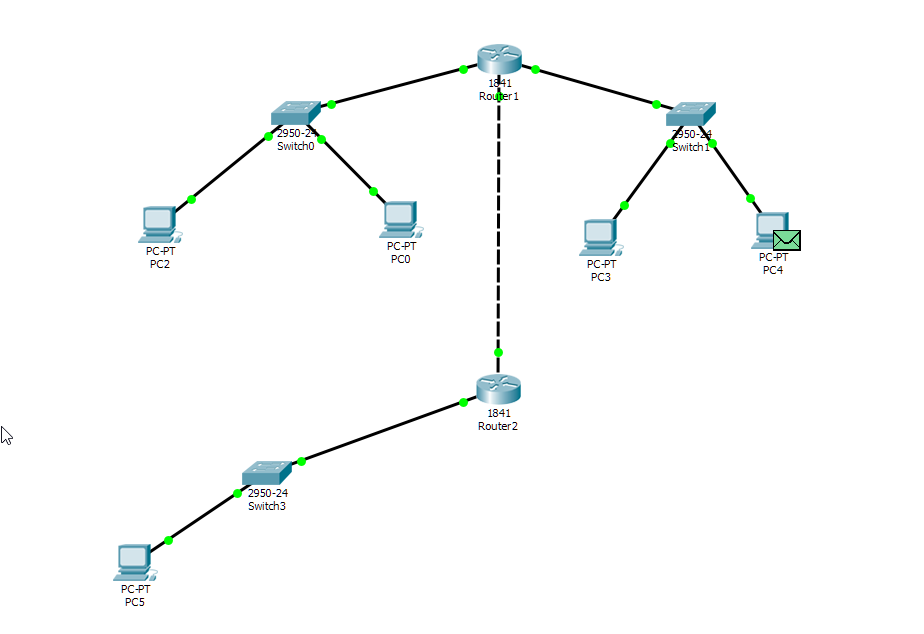 1841
Router1
2950-24
Switch0
2950-24
Switch1
PC-PT
PC2
PC-PT
PC0
PC-PT
PC3
PC-PT
PC4
1841
Router2
2950-24
Switch3
PC-PT
PC5